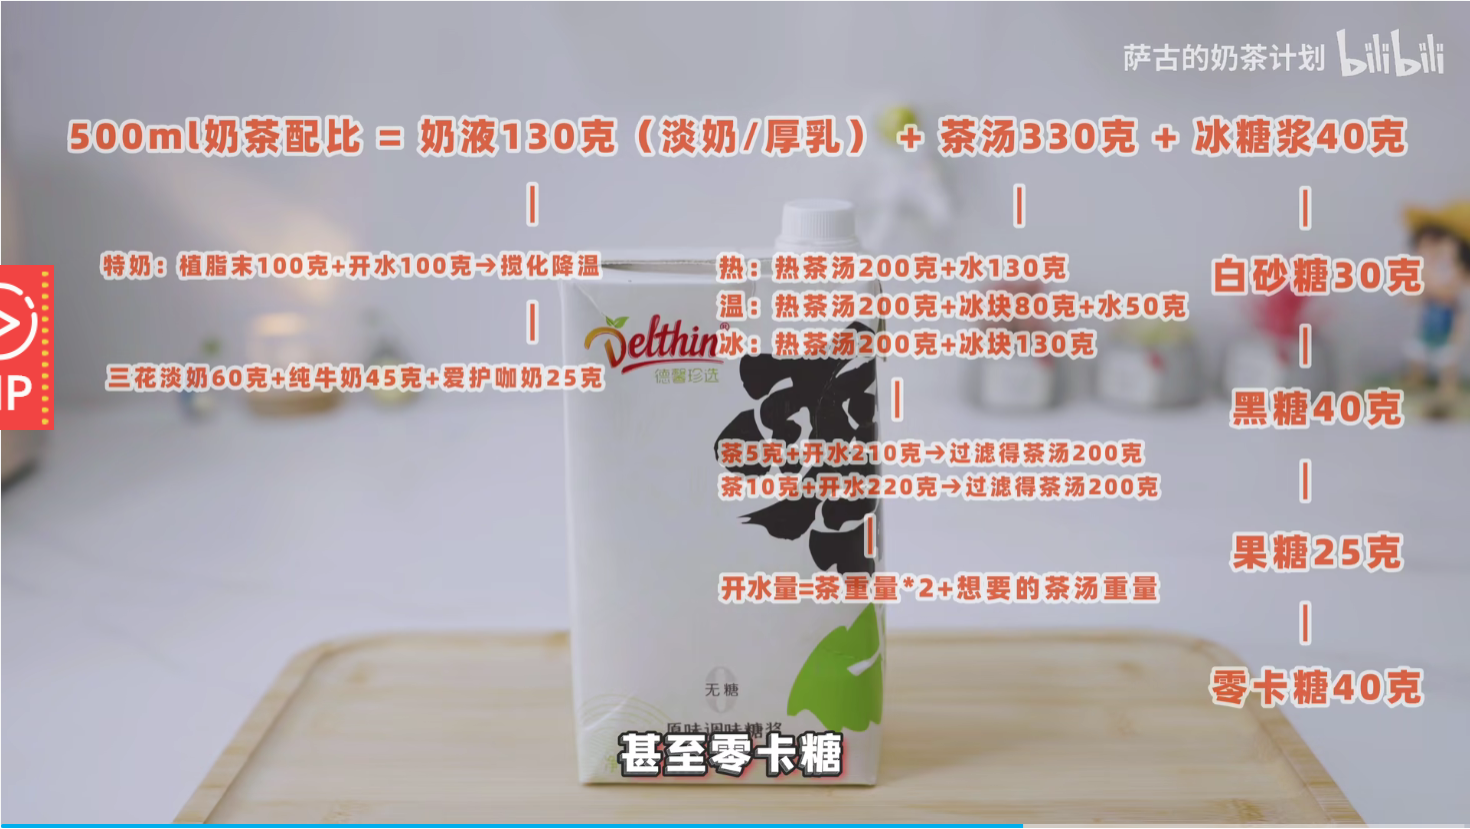 萨古的奶茶计划 bilibili
500ml奶茶配比 = 奶液130克（淡奶/厚乳） + 茶汤330克 + 冰糖浆40克
特奶：植脂末100克+开水100克→搅化降温
三花淡奶60克+纯牛奶45克+爱护咖奶25克
热：热茶汤200克+水130克
温：热茶汤200克+冰块80克+水50克
冰：热茶汤200克+冰块130克
茶5克+开水210克→过滤得茶汤200克
茶10克+开水220克→过滤得茶汤200克
开水量=茶重量*2+想要的茶汤重量
白砂糖30克
黑糖40克
果糖25克
零卡糖40克
Delthin®
德馨珍选
0
无糖
原味调味糖浆
甚至零卡糖
IP